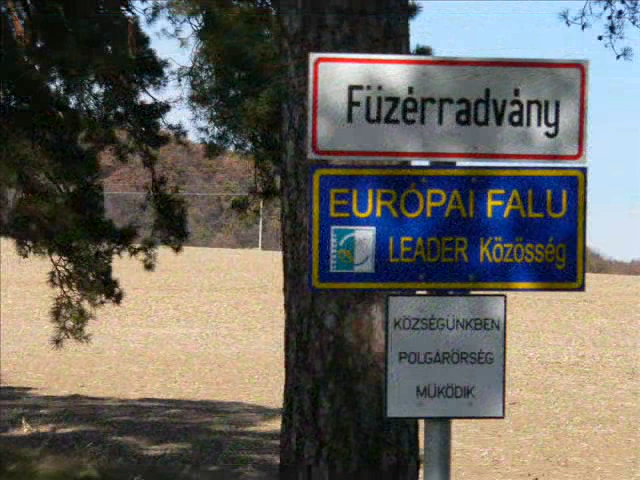 Füzérradvány
EURÓPAI FALU
LEADER Közösség
KÖZSÉGÜNKBEN
POLGÁRŐRSÉG
MŰKÖDIK